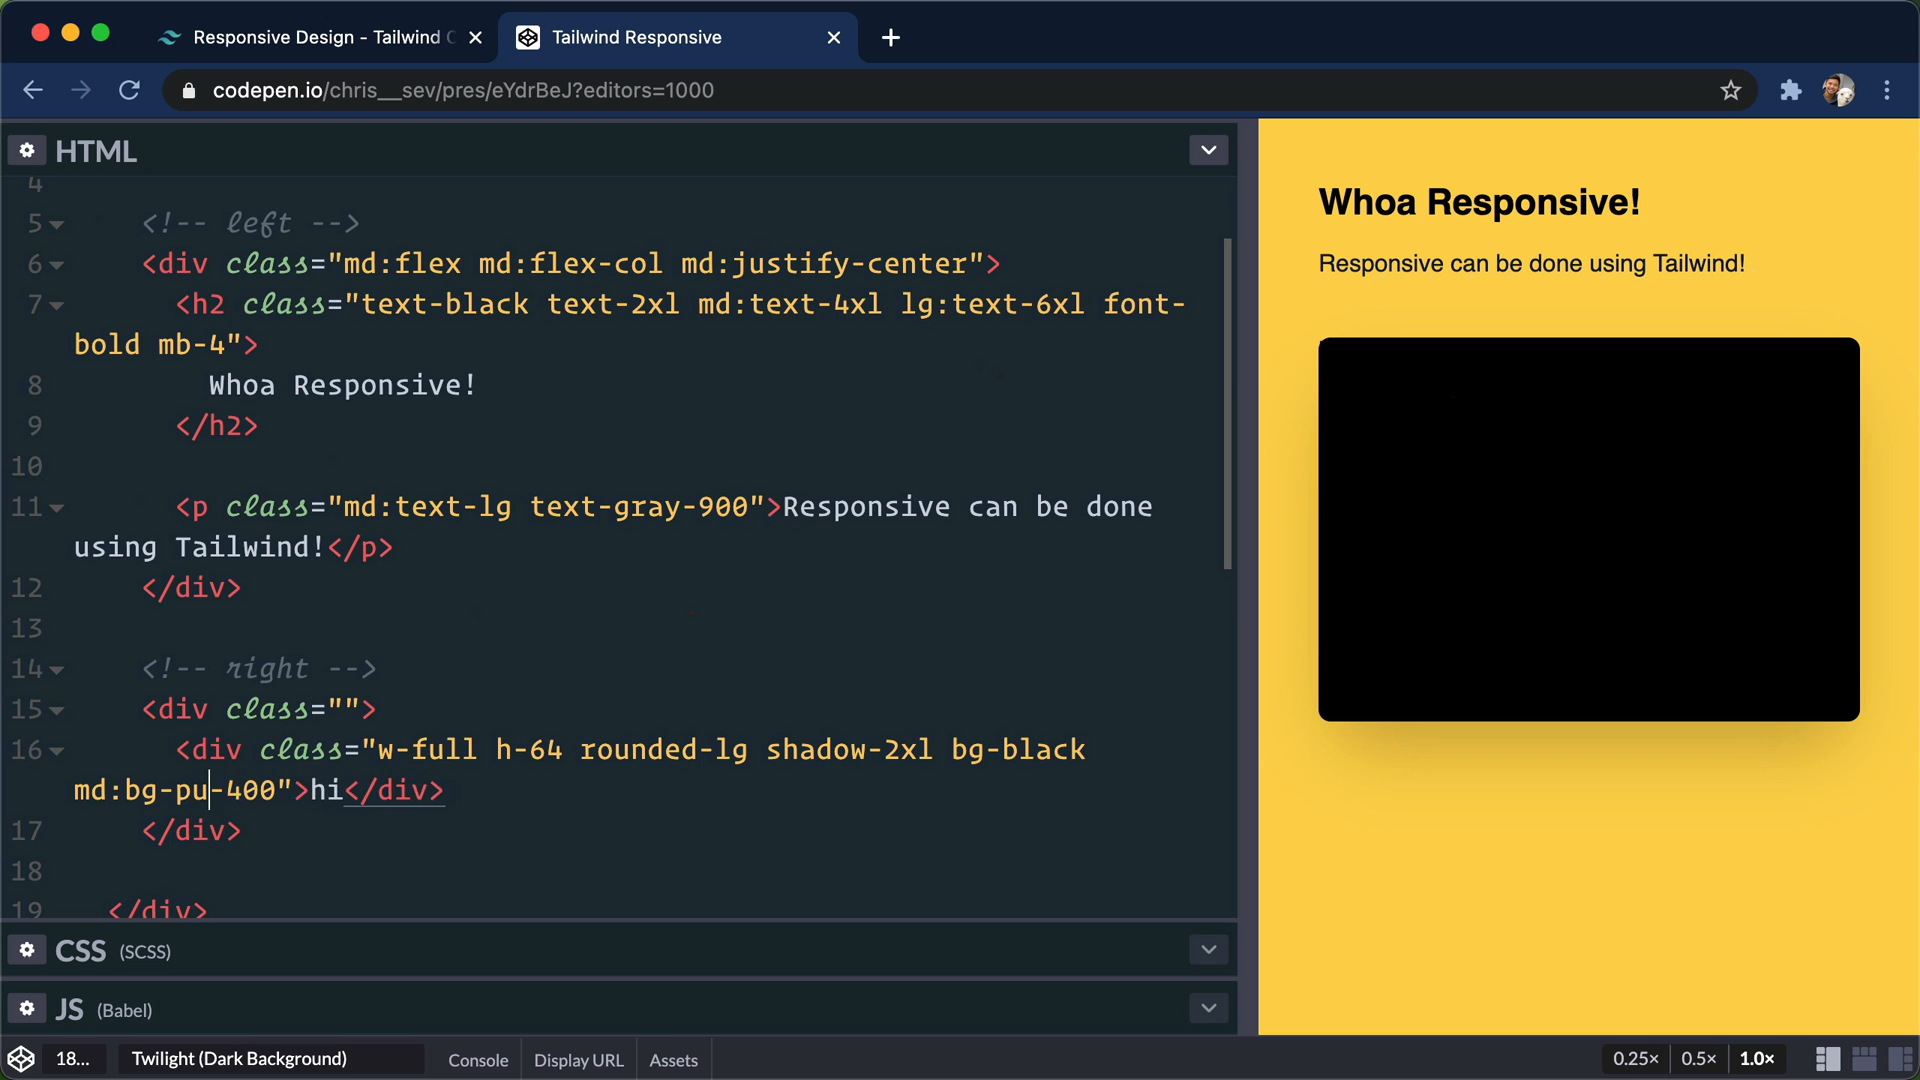 Responsive Design - Tailwind C
Tailwind Responsive
codepen.io/chris__sev/pres/eYdrBeJ?editors=1000
HTML
4
5 <!-- left -->
6 <div class="md:flex md:flex-col md:justify-center">
7 <h2 class="text-black text-2xl md:text-4xl lg:text-6xl font-
bold mb-4">
8 Whoa Responsive!
9 </h2>
10
11 <p class="md:text-lg text-gray-900">Responsive can be done
using Tailwind!</p>
12 </div>
13
14 <!-- right -->
15 <div class="">
16 <div class="w-full h-64 rounded-lg shadow-2xl bg-black
md:bg-pu-400">hi</div>
17 </div>
18
19 </div>
CSS (SCSS)
JS (Babel)
Whoa Responsive!
Responsive can be done using Tailwind!
18... Twilight (Dark Background) Console Display URL Assets 0.25× 0.5× 1.0×